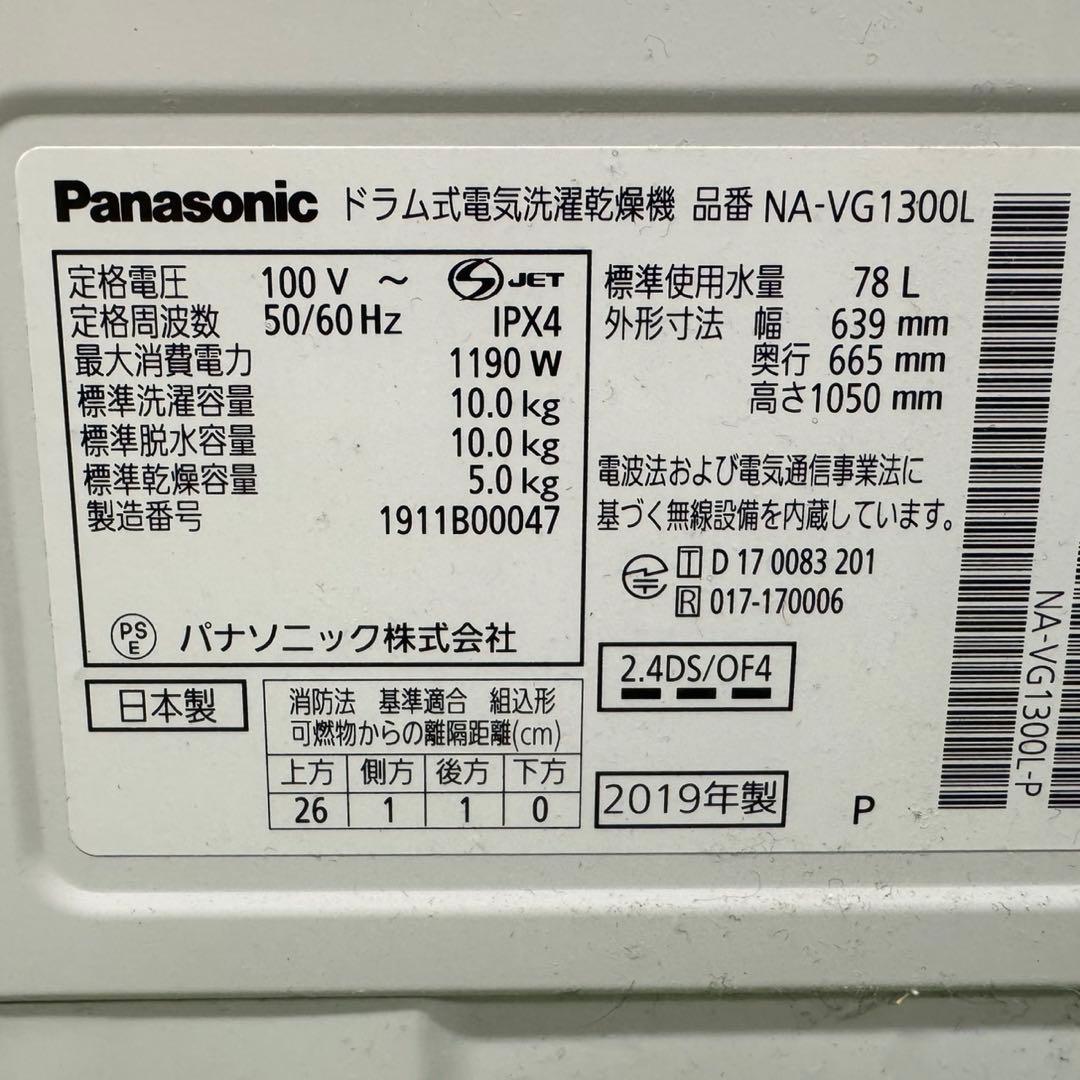 Panasonic ドラム式電気洗濯乾燥機 品番 NA-VG1300L
定格電圧 100 V ～ S JET
定格周波数 50/60 Hz IPX4
最大消費電力 1190 W
標準洗濯容量 10.0 kg
標準脱水容量 10.0 kg
標準乾燥容量 5.0 kg
製造番号 1911B00047
PS E パナソニック株式会社
標準使用水量 78 L
外形寸法 幅 639 mm
奥行 665 mm
高さ 1050 mm
電波法および電気通信事業法に
基づく無線設備を内蔵しています。
T D 17 0083 201
R 017-170006
2.4DS/OF4
日本製
消防法 基準適合 組込形
可燃物からの離隔距離(cm)
上方 側方 後方 下方
26 1 1 0
2019年製
P
NA-VG1300L-P